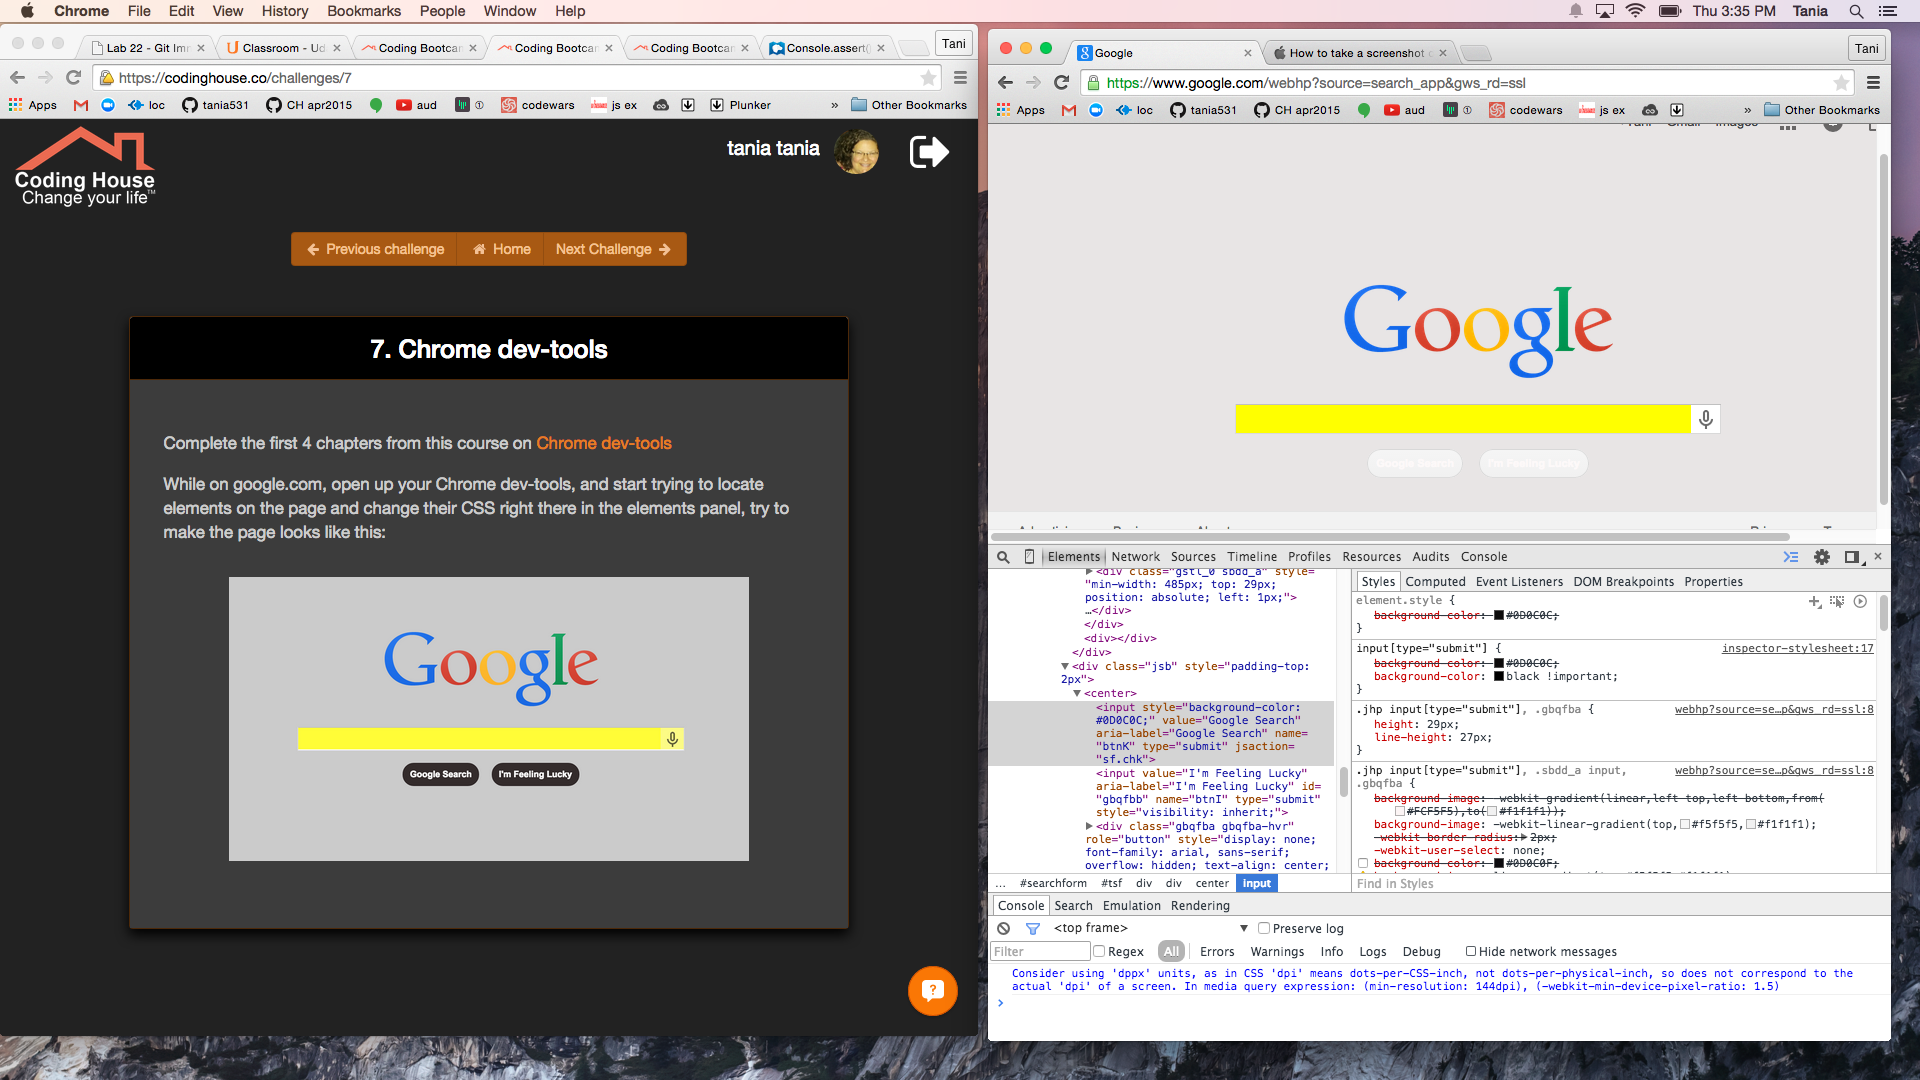 Chrome File Edit View History Bookmarks People Window Help
Thu 3:35 PM Tania
Lab 22 - Git Im
Classroom - Ud
Coding Bootca
Coding Bootca
Coding Bootca
Console.assert(
Tani
https://codinghouse.co/challenges/7
Apps loc tania531 CH apr2015 aud codewars js ex Plunker » Other Bookmarks
Coding House
Change your life™
tania tania
Previous challenge Home Next Challenge
7. Chrome dev-tools
Complete the first 4 chapters from this course on Chrome dev-tools
While on google.com, open up your Chrome dev-tools, and start trying to locate
elements on the page and change their CSS right there in the elements panel, try to
make the page looks like this:
Google
Google Search I'm Feeling Lucky
Google
How to take a screenshot
Tani
https://www.google.com/webhp?source=search_app&gws_rd=ssl
Apps loc tania531 CH apr2015 aud codewars js ex » Other Bookmarks
Google
Google Search I'm Feeling Lucky
Elements Network Sources Timeline Profiles Resources Audits Console
<div class="gstl_0 sbdd_a" style=
"min-width: 485px; top: 29px;
position: absolute; left: 1px;">
…</div>
</div>
<div></div>
</div>
<div class="jsb" style="padding-top:
2px">
<center>
<input style="background-color:
#0D0C0C;" value="Google Search"
aria-label="Google Search" name=
"btnK" type="submit" jsaction=
"sf.chk">
<input value="I'm Feeling Lucky"
aria-label="I'm Feeling Lucky" id=
"gbqfbb" name="btnI" type="submit"
style="visibility: inherit;">
<div class="gbqfba gbqfba-hvr"
role="button" style="display: none;
font-family: arial, sans-serif;
overflow: hidden; text-align: center;
... #searchform #tsf div div center input
Styles Computed Event Listeners DOM Breakpoints Properties
element.style {
background-color: #0D0C0C;
}
input[type="submit"] { inspector-stylesheet:17
background-color: #0D0C0C;
background-color: black !important;
}
.jhp input[type="submit"], .gbqfba { webhp?source=se…p&gws_rd=ssl:8
height: 29px;
line-height: 27px;
}
.jhp input[type="submit"], .sbdd_a input, webhp?source=se…p&gws_rd=ssl:8
.gbqfba {
background-image: -webkit-gradient(linear,left top,left bottom,from(
#FCF5F5),to(#f1f1f1));
background-image: -webkit-linear-gradient(top,#f5f5f5,#f1f1f1);
-webkit-border-radius: 2px;
-webkit-user-select: none;
background-color: #0D0C0F;
Find in Styles
Console Search Emulation Rendering
<top frame> Preserve log
Filter Regex All Errors Warnings Info Logs Debug Hide network messages
Consider using 'dppx' units, as in CSS 'dpi' means dots-per-CSS-inch, not dots-per-physical-inch, so does not correspond to the
actual 'dpi' of a screen. In media query expression: (min-resolution: 144dpi), (-webkit-min-device-pixel-ratio: 1.5)